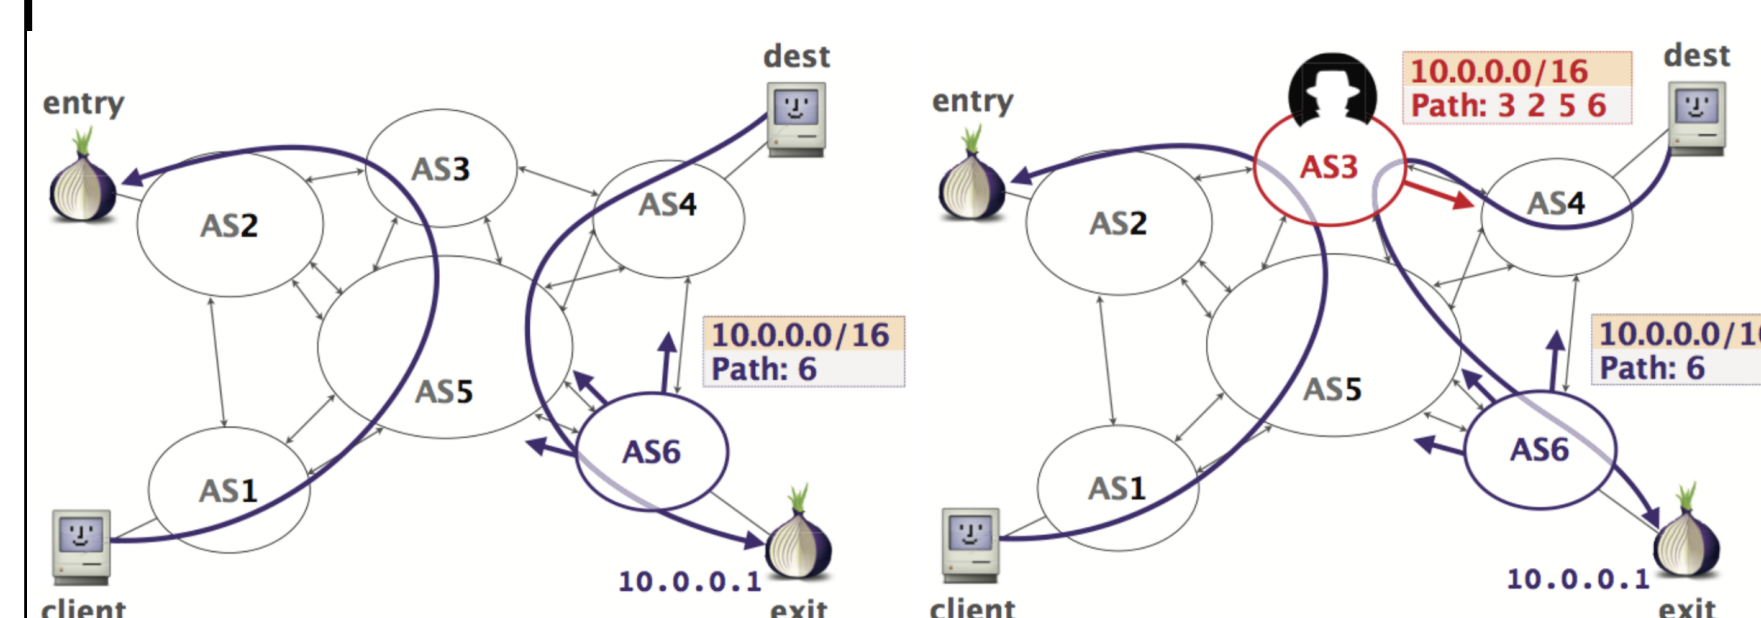 dest
entry
AS3
AS4
AS2
10.0.0.0/16
Path: 6
AS5
AS6
AS1
10.0.0.1
client
exit
dest
10.0.0.0/16
Path: 3 2 5 6
entry
AS3
AS4
AS2
10.0.0.0/1
Path: 6
AS5
AS6
AS1
10.0.0.1
client
exit